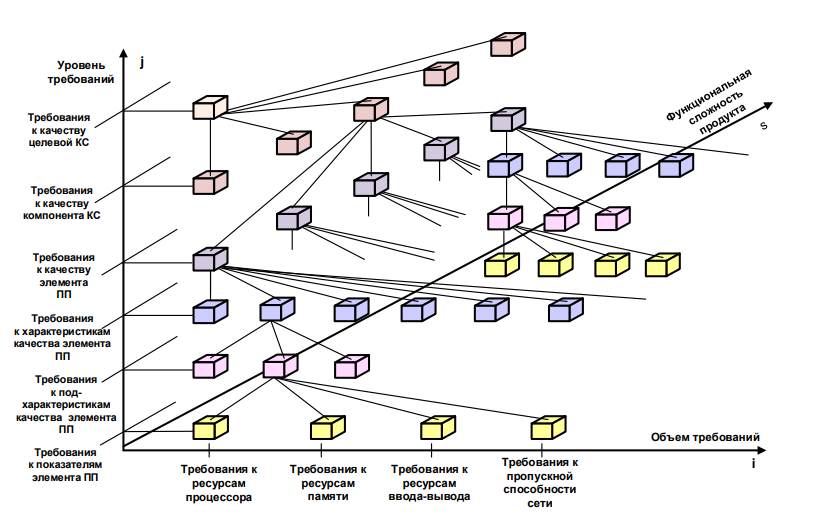 Уровень
требований
j
Функциональная
сложность
продукта
s
Требования
к качеству
целевой КС
Требования
к качеству
компонента КС
Требования
к качеству
элемента
ПП
Требования
к характеристикам
качества элемента
ПП
Требования
к под-
характеристикам
качества элемента
ПП
Требования
к показателям
элемента ПП
Объем требований
i
Требования к
ресурсам
процессора
Требования к
ресурсам
памяти
Требования к
ресурсам
ввода-вывода
Требования к
пропускной
способности
сети